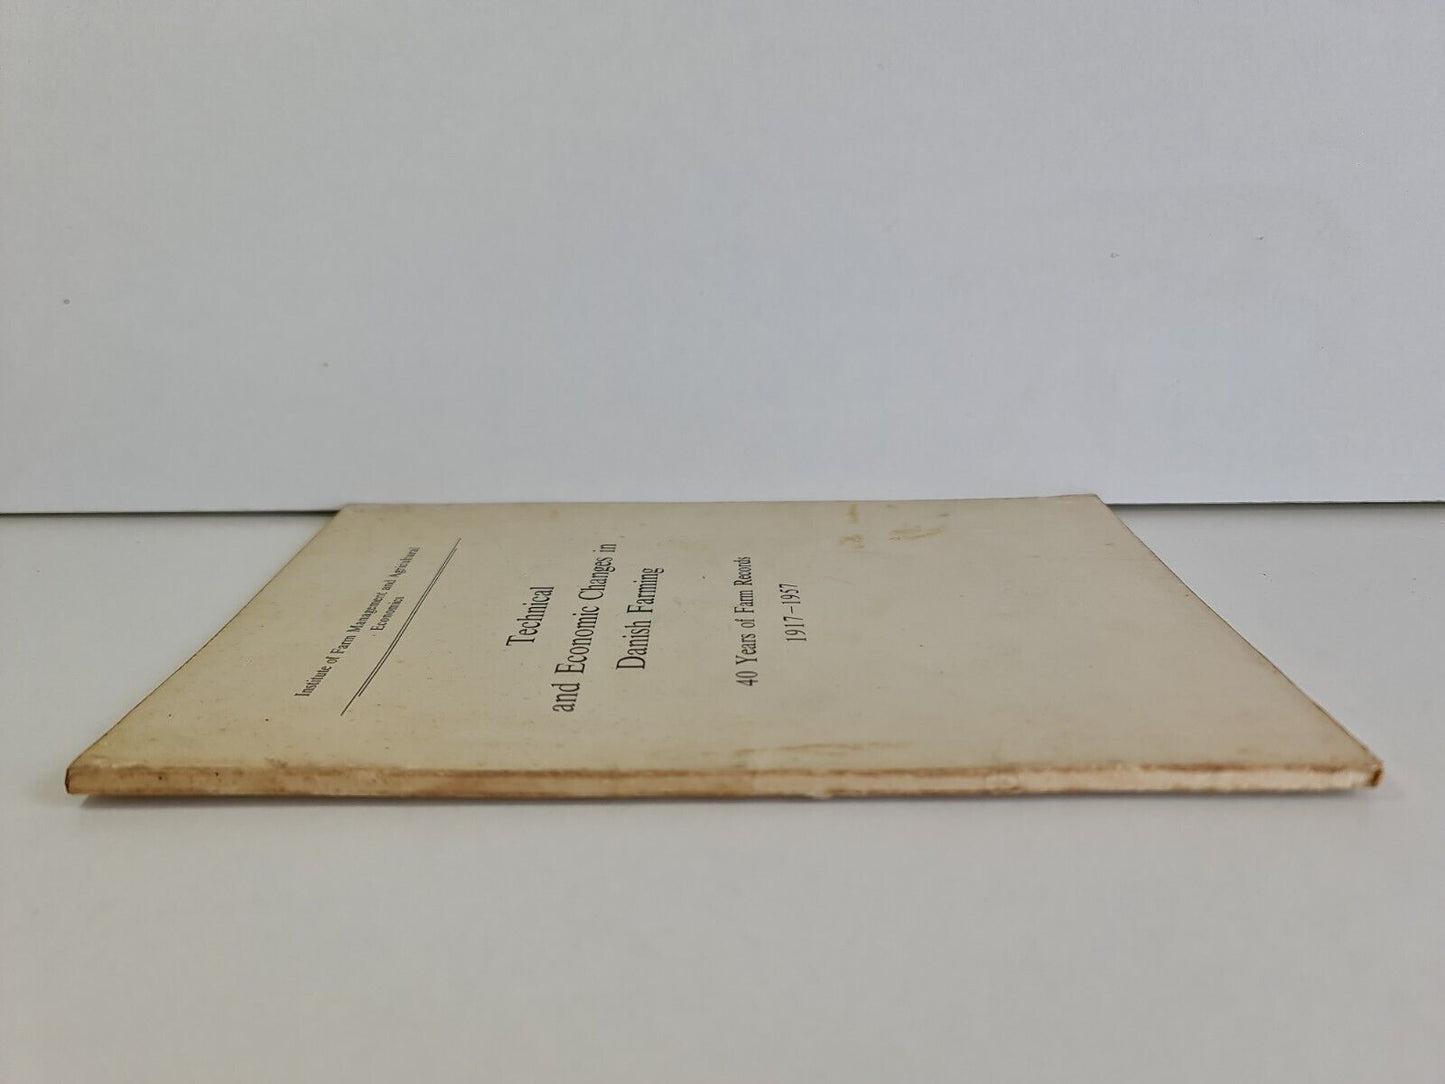 Institute of Farm Management and Agricultural
Economics
Technical
and Economic Changes in
Danish Farming
40 Years of Farm Records
1917–1957